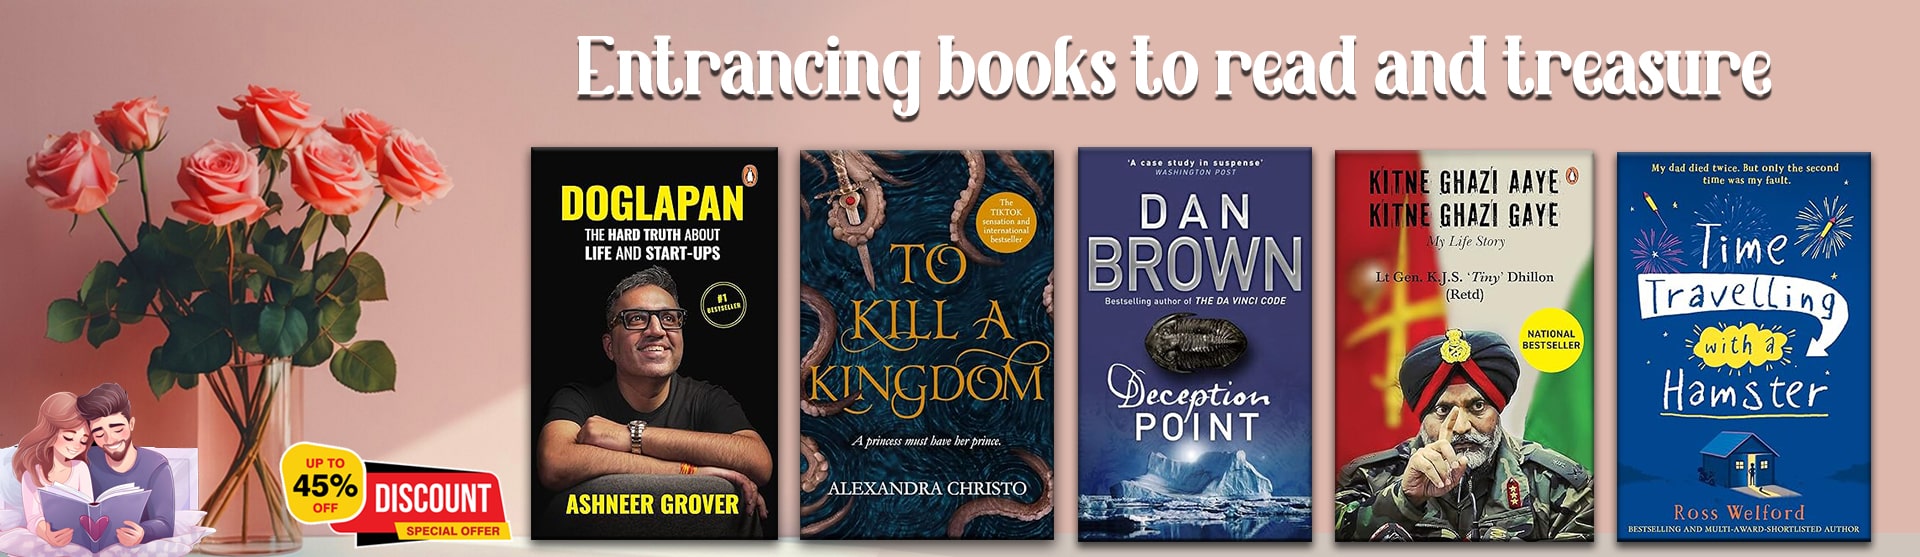 Entrancing books to read and treasure
UP TO
45%
OFF
DISCOUNT
SPECIAL OFFER
DOGLAPAN
THE HARD TRUTH ABOUT
LIFE AND START-UPS
#1
BESTSELLER
ASHNEER GROVER
The
TIKTOK
sensation and
international
bestseller
TO
KILL A
KINGDOM
A princess must have her prince.
ALEXANDRA CHRISTO
'A case study in suspense'
WASHINGTON POST
DAN
BROWN
Bestselling author of THE DA VINCI CODE
Deception
POINT
KITNE GHAZI AAYE
KITNE GHAZI GAYE
My Life Story
Lt Gen. K.J.S. 'Tiny' Dhillon
(Retd)
NATIONAL
BESTSELLER
My dad died twice. But only the second
time was my fault.
Time
Travelling
with a
Hamster
Ross Welford
BESTSELLING AND MULTI-AWARD-SHORTLISTED AUTHOR